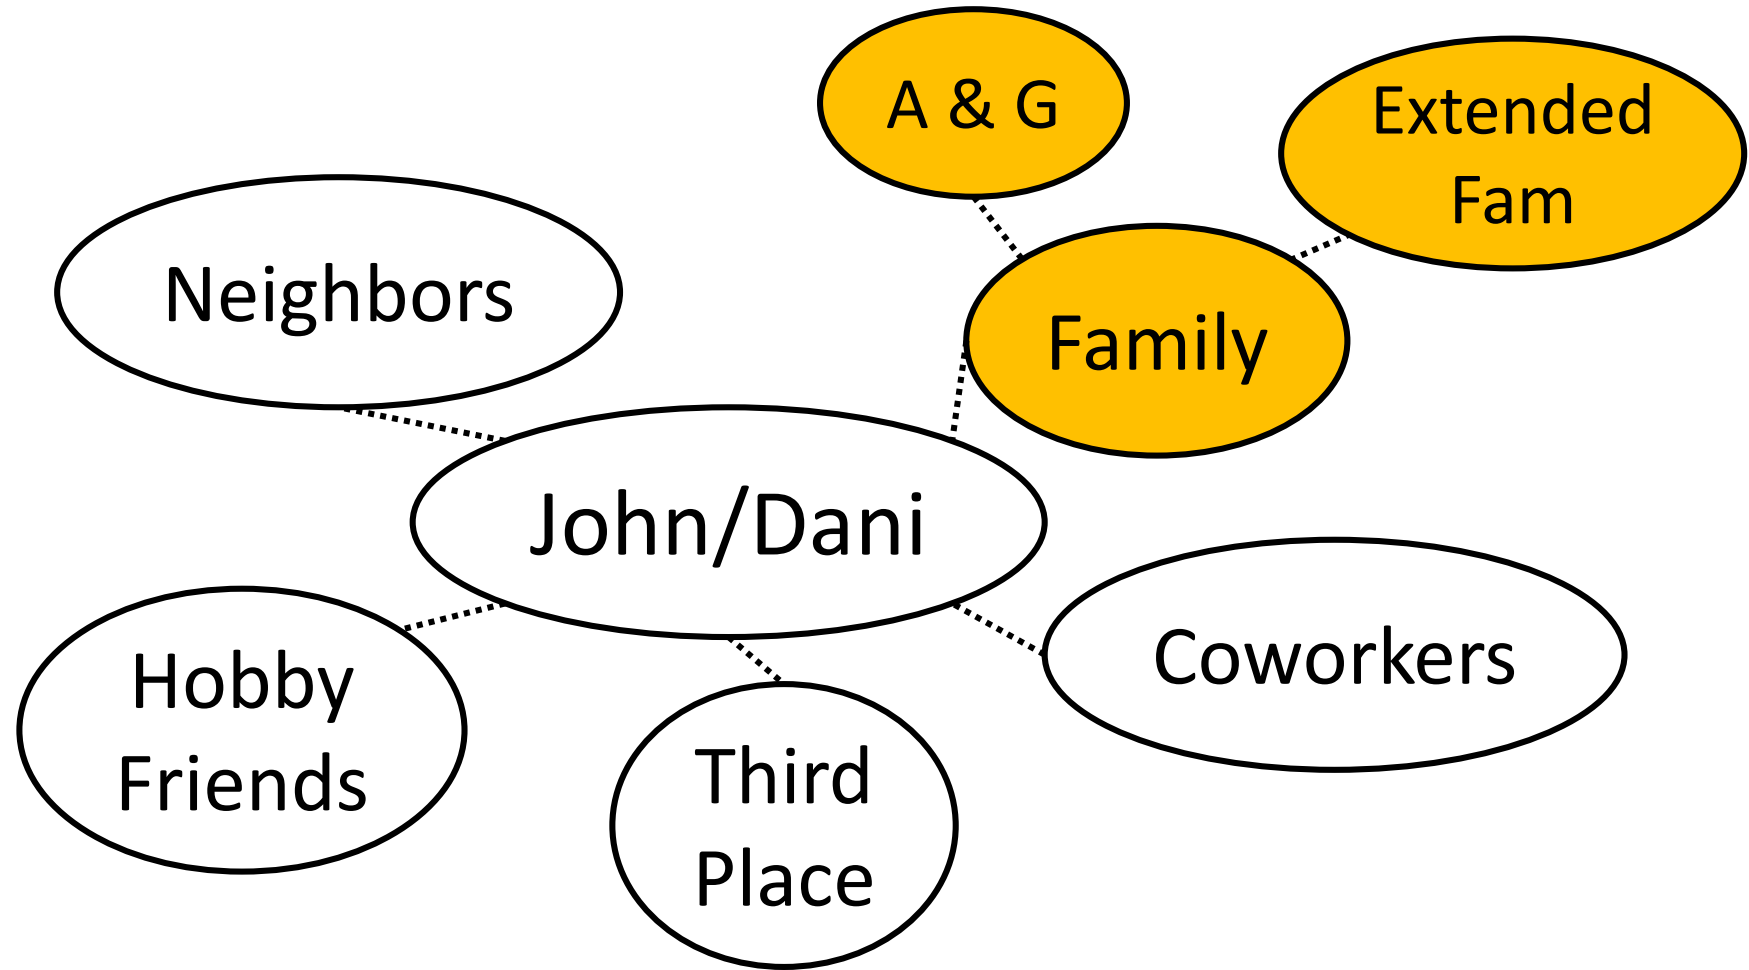 A & G
Extended
Fam
Neighbors
Family
John/Dani
Coworkers
Hobby
Friends
Third
Place